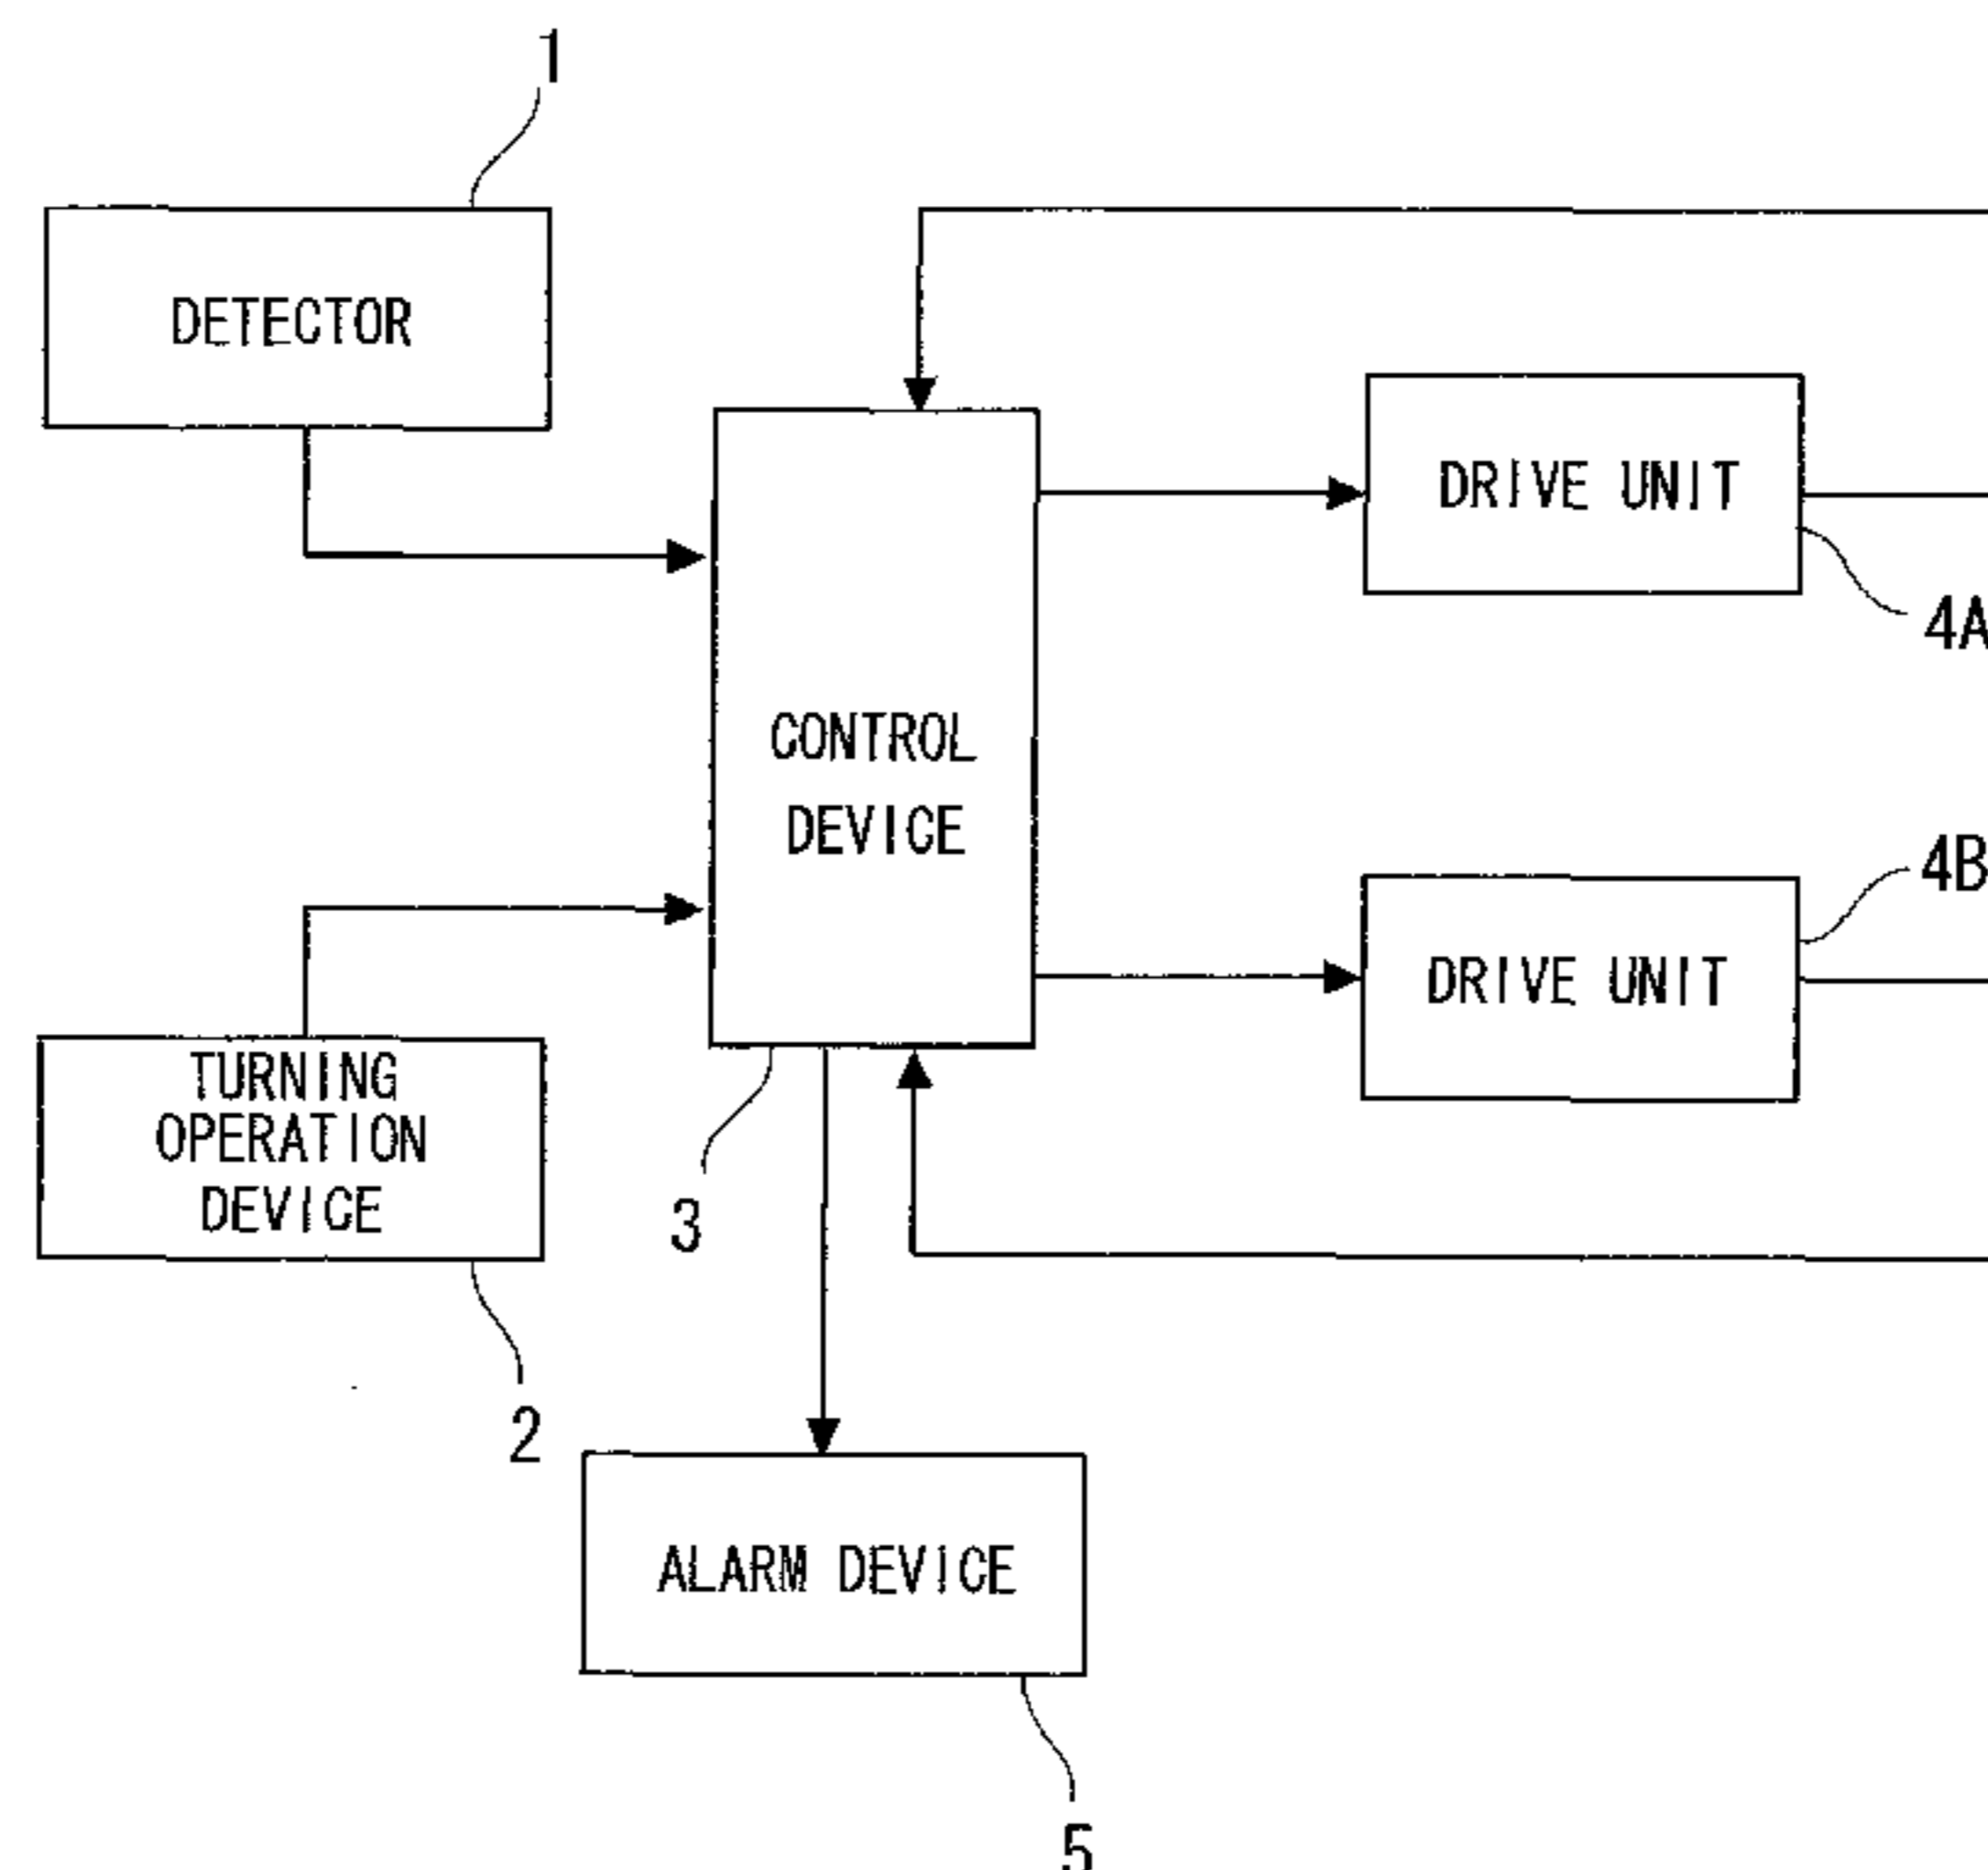 1
DETECTOR
DRIVE UNIT
4A
CONTROL
DEVICE
4B
DRIVE UNIT
TURNING
OPERATION
DEVICE
3
2
ALARM DEVICE
5